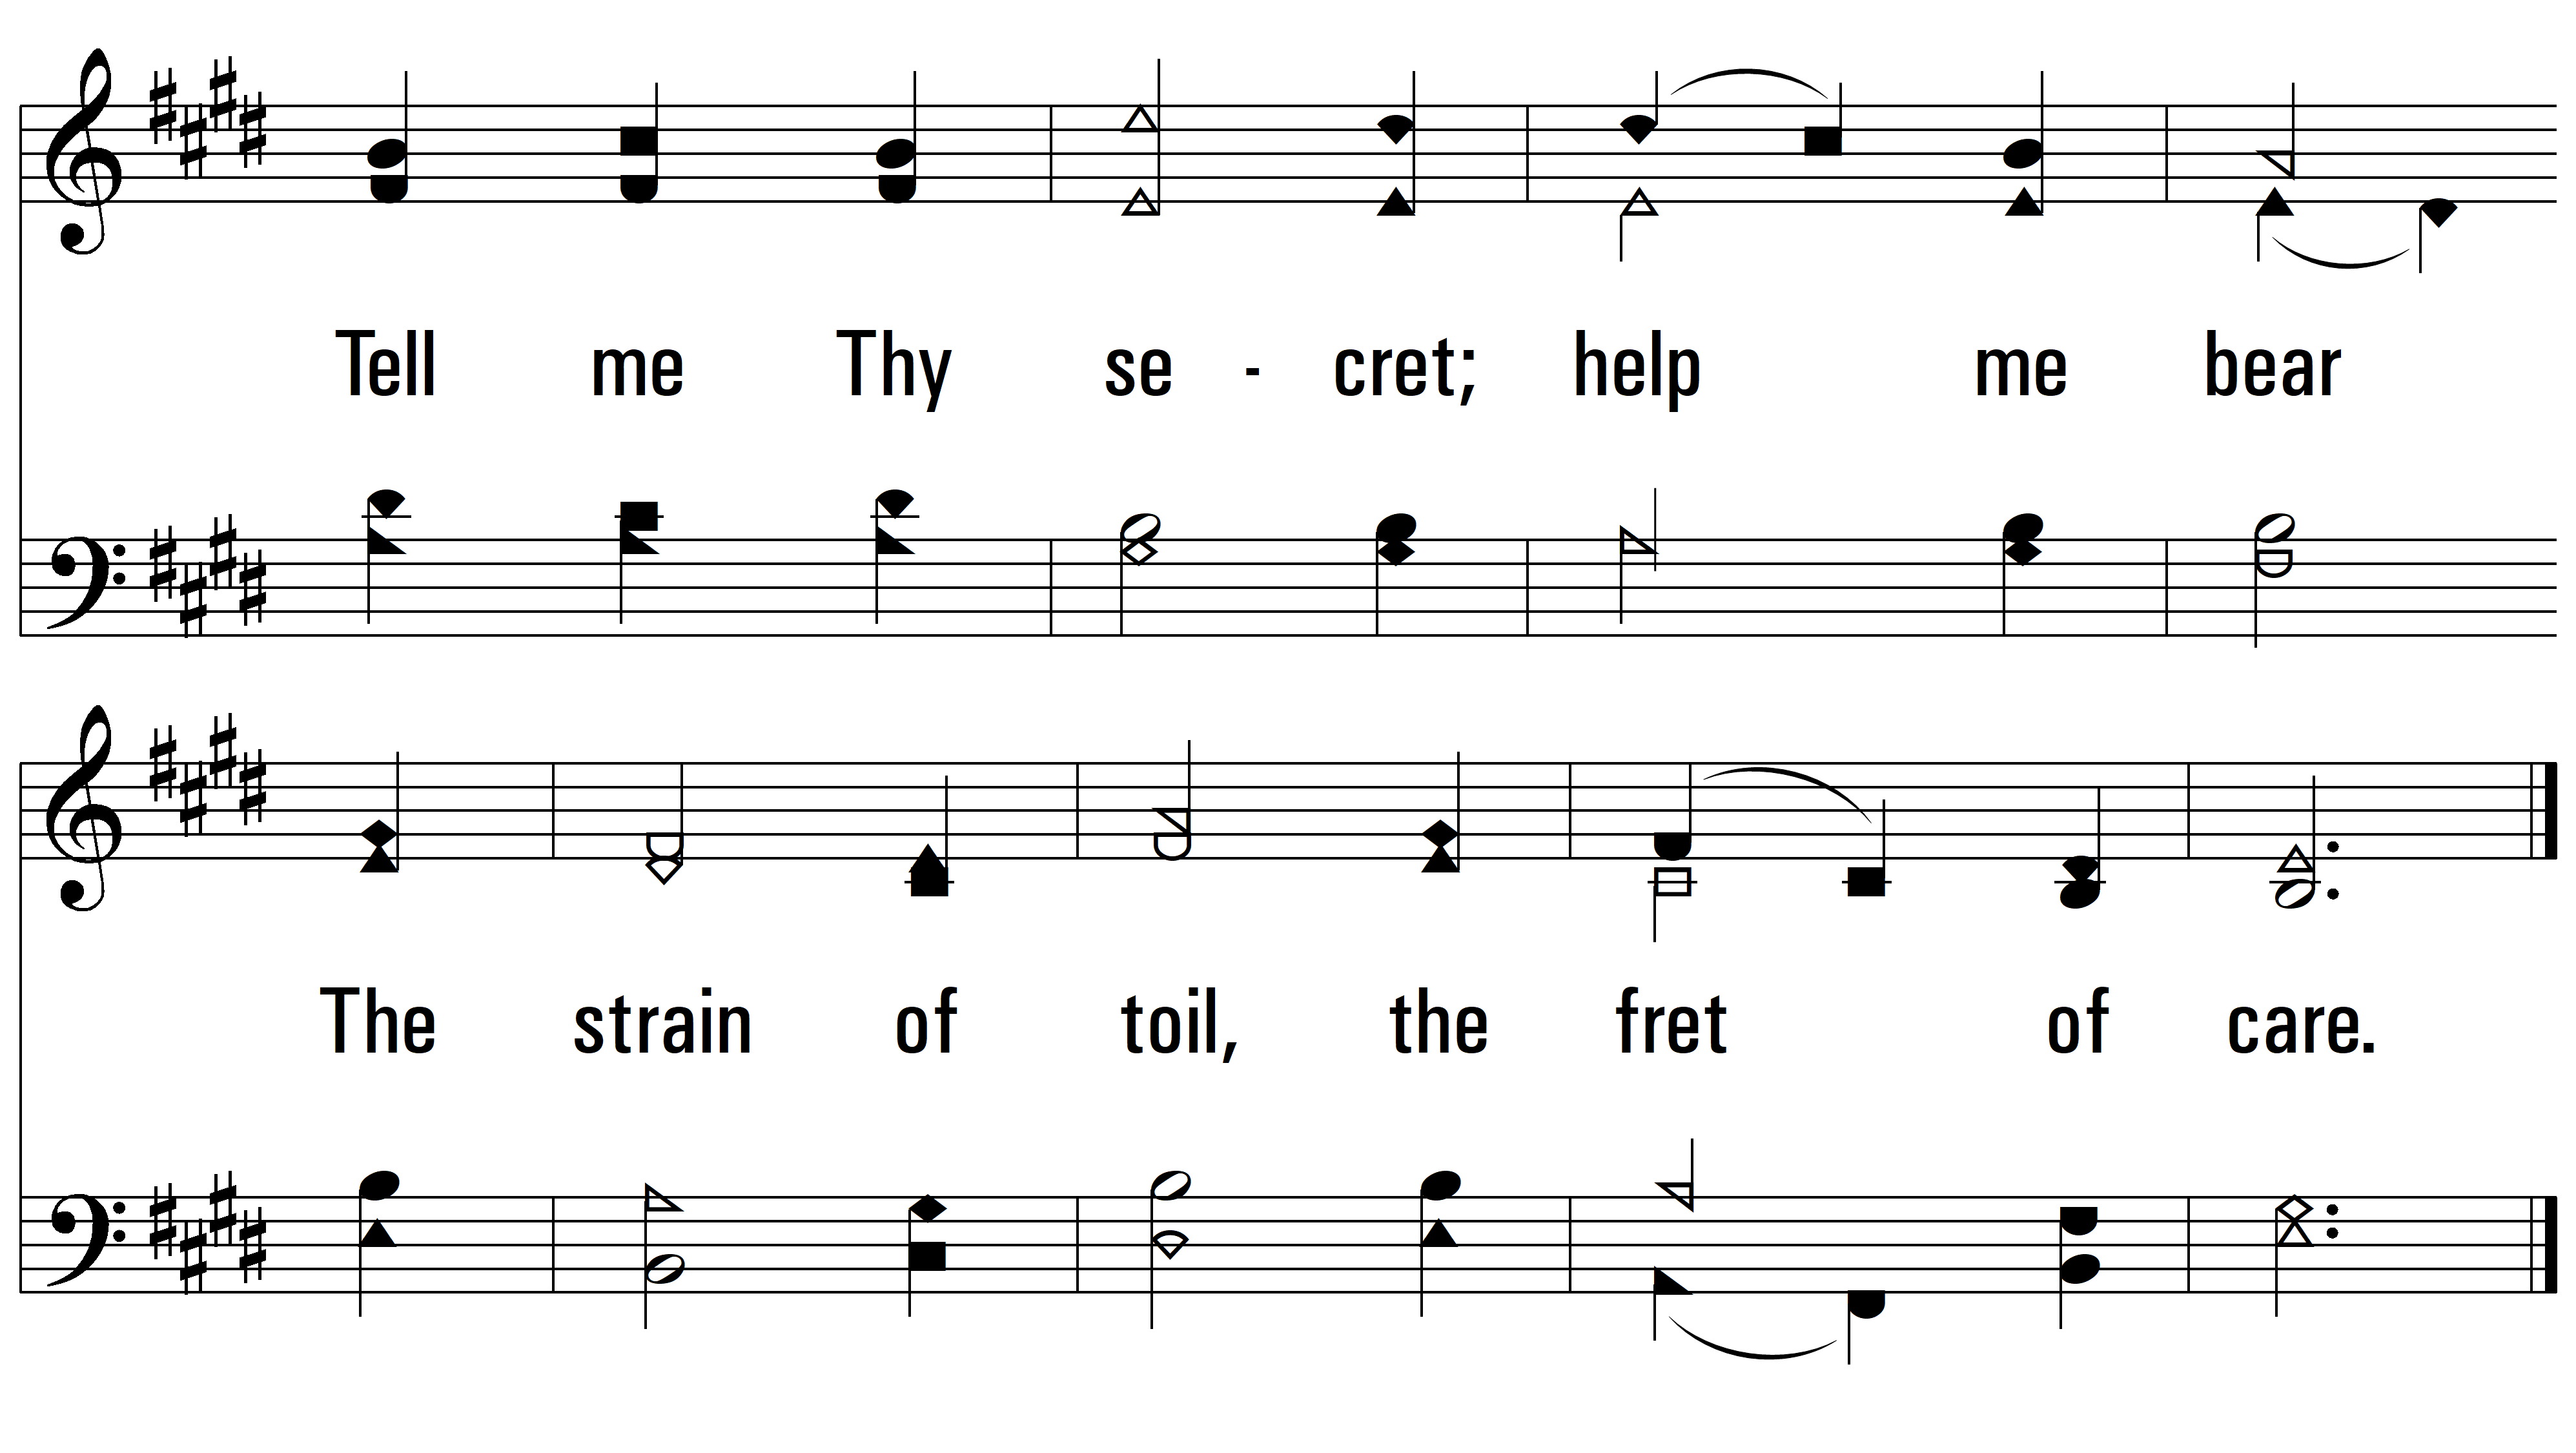 Tell me Thy se - cret; help me bear
The strain of toil, the fret of care.